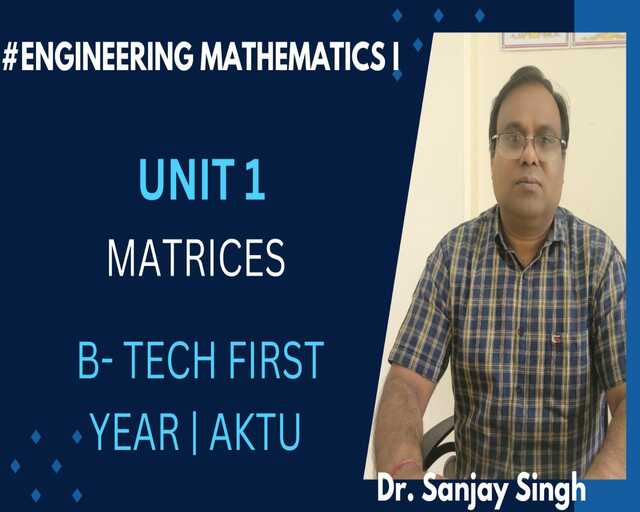 #ENGINEERING MATHEMATICS I
UNIT 1
MATRICES
B- TECH FIRST
YEAR | AKTU
Dr. Sanjay Singh